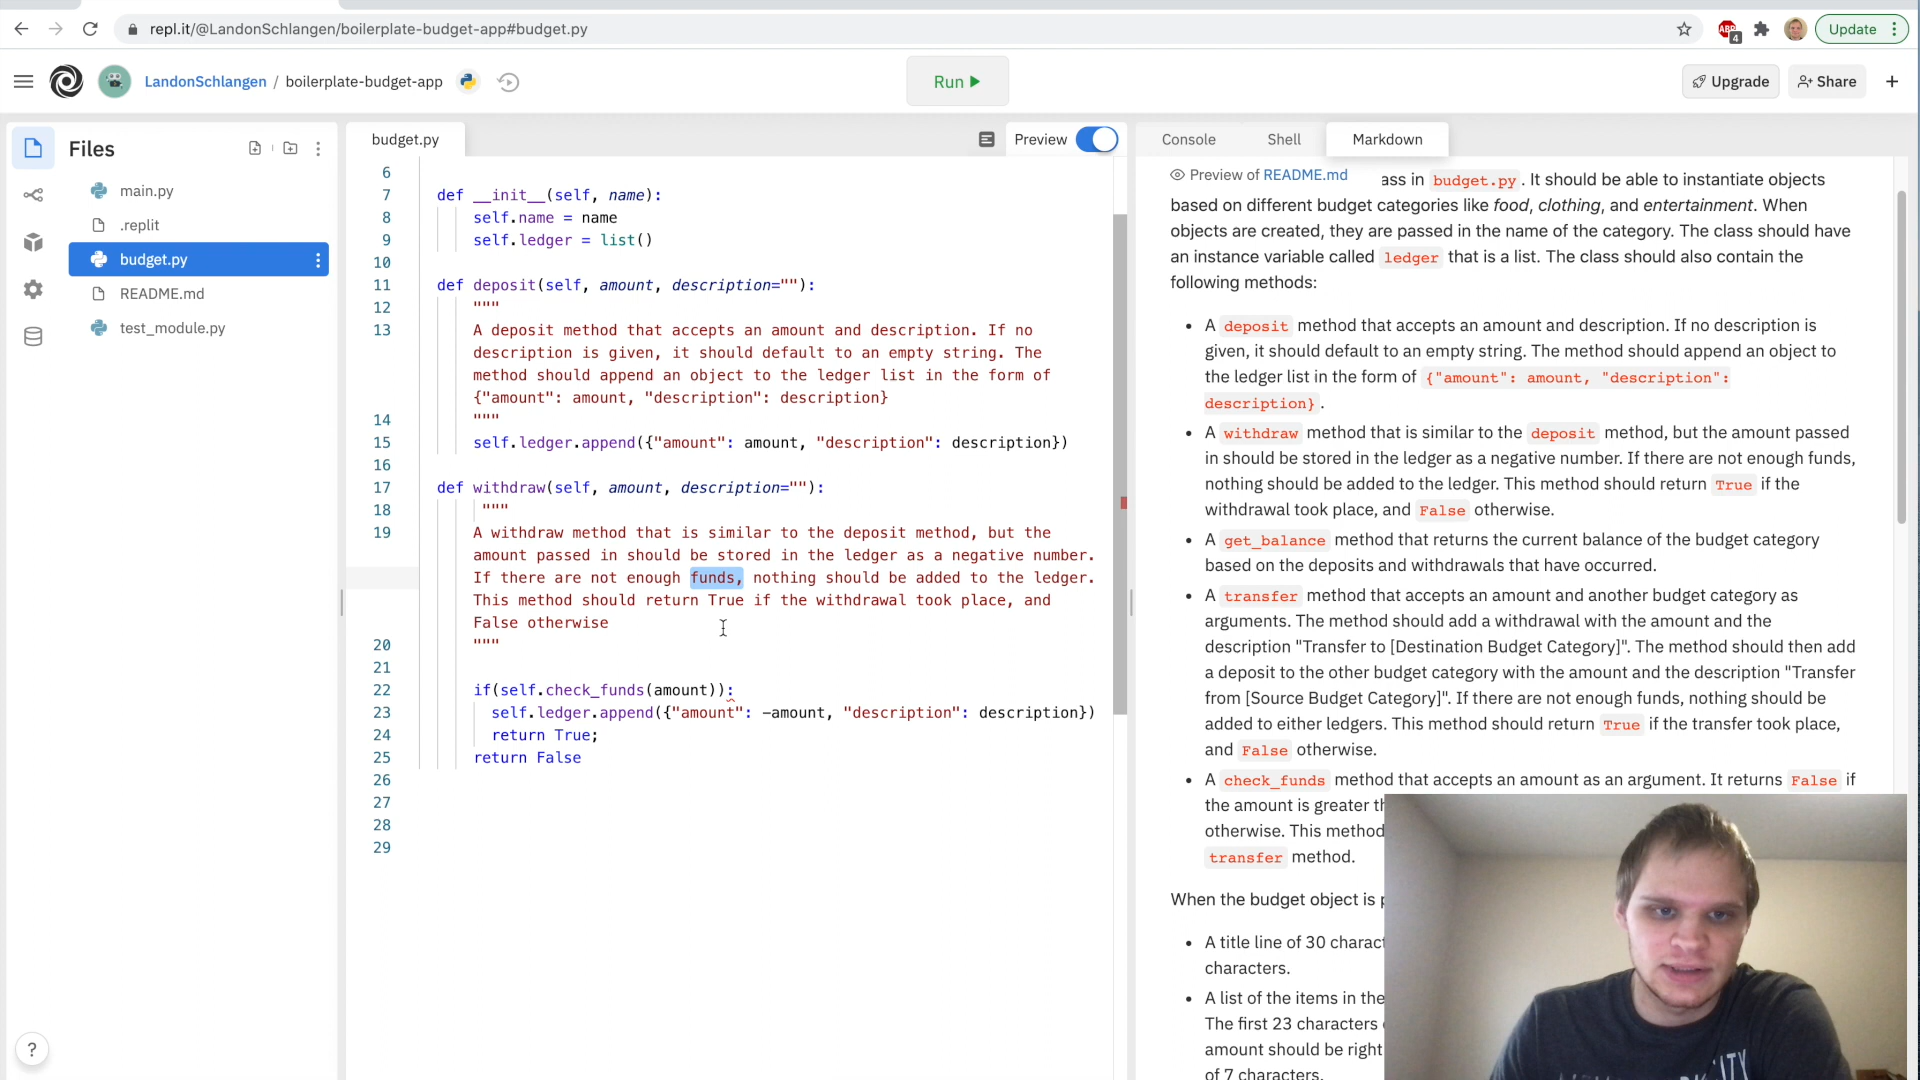 repl.it/@LandonSchlangen/boilerplate-budget-app#budget.py
ABP
4
Update
LandonSchlangen / boilerplate-budget-app
Run
Upgrade
Share
+
Files
main.py
.replit
budget.py
README.md
test_module.py
?
budget.py
Preview
6
7 def __init__(self, name):
8 self.name = name
9 self.ledger = list()
10
11 def deposit(self, amount, description=""):
12 """
13 A deposit method that accepts an amount and description. If no
description is given, it should default to an empty string. The
method should append an object to the ledger list in the form of
{"amount": amount, "description": description}
14 """
15 self.ledger.append({"amount": amount, "description": description})
16
17 def withdraw(self, amount, description=""):
18 """
19 A withdraw method that is similar to the deposit method, but the
amount passed in should be stored in the ledger as a negative number.
If there are not enough funds, nothing should be added to the ledger.
This method should return True if the withdrawal took place, and
False otherwise
20 """
21
22 if(self.check_funds(amount)):
23 self.ledger.append({"amount": -amount, "description": description})
24 return True;
25 return False
26
27
28
29
Console
Shell
Markdown
Preview of README.md
ass in budget.py. It should be able to instantiate objects
based on different budget categories like food, clothing, and entertainment. When
objects are created, they are passed in the name of the category. The class should have
an instance variable called ledger that is a list. The class should also contain the
following methods:
• A deposit method that accepts an amount and description. If no description is
given, it should default to an empty string. The method should append an object to
the ledger list in the form of {"amount": amount, "description":
description}.
• A withdraw method that is similar to the deposit method, but the amount passed
in should be stored in the ledger as a negative number. If there are not enough funds,
nothing should be added to the ledger. This method should return True if the
withdrawal took place, and False otherwise.
• A get_balance method that returns the current balance of the budget category
based on the deposits and withdrawals that have occurred.
• A transfer method that accepts an amount and another budget category as
arguments. The method should add a withdrawal with the amount and the
description "Transfer to [Destination Budget Category]". The method should then add
a deposit to the other budget category with the amount and the description "Transfer
from [Source Budget Category]". If there are not enough funds, nothing should be
added to either ledgers. This method should return True if the transfer took place,
and False otherwise.
• A check_funds method that accepts an amount as an argument. It returns False if
the amount is greater
otherwise. This method
transfer method.
When the budget object is
• A title line of 30
characters.
• A list of the items in the
The first 23 characters
amount should be right
of 7 characters.